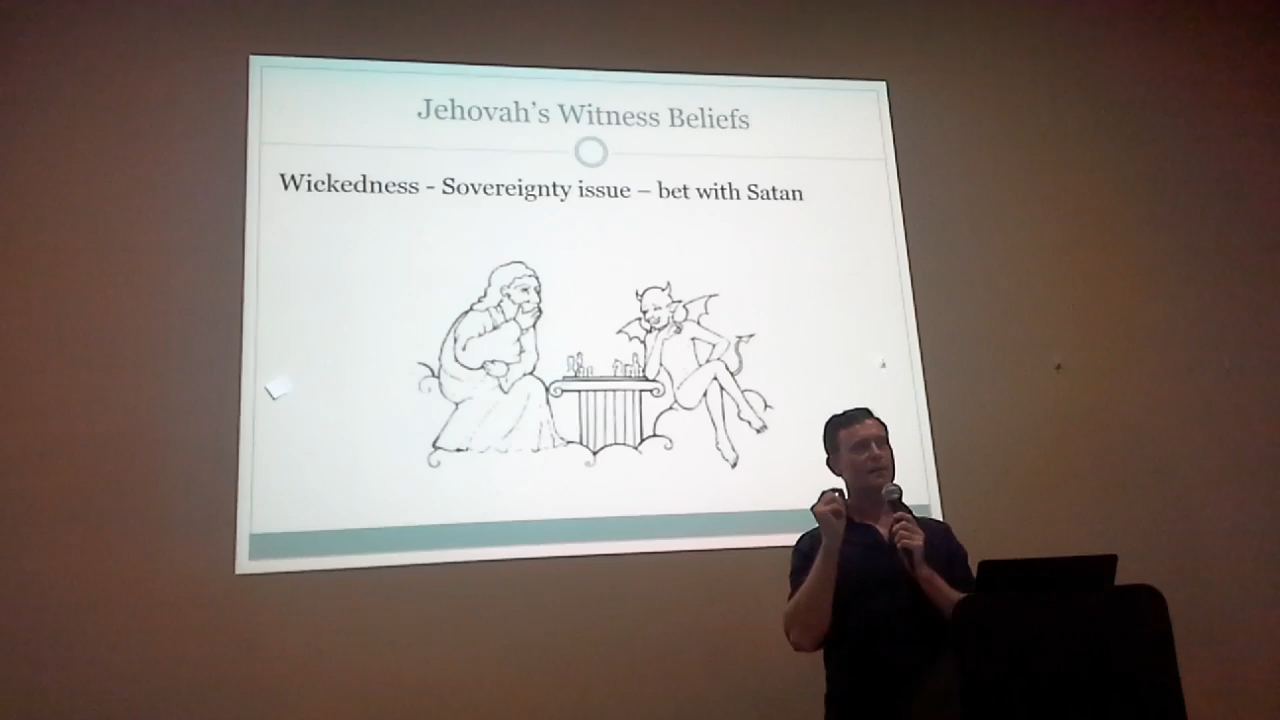 Jehovah's Witness Beliefs
Wickedness - Sovereignty issue – bet with Satan